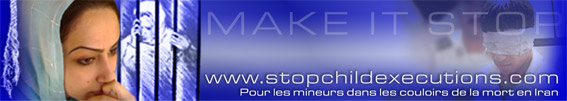 MAKE IT STOP
www.stopchildexecutions.com
Pour les mineurs dans les couloirs de la mort en Iran